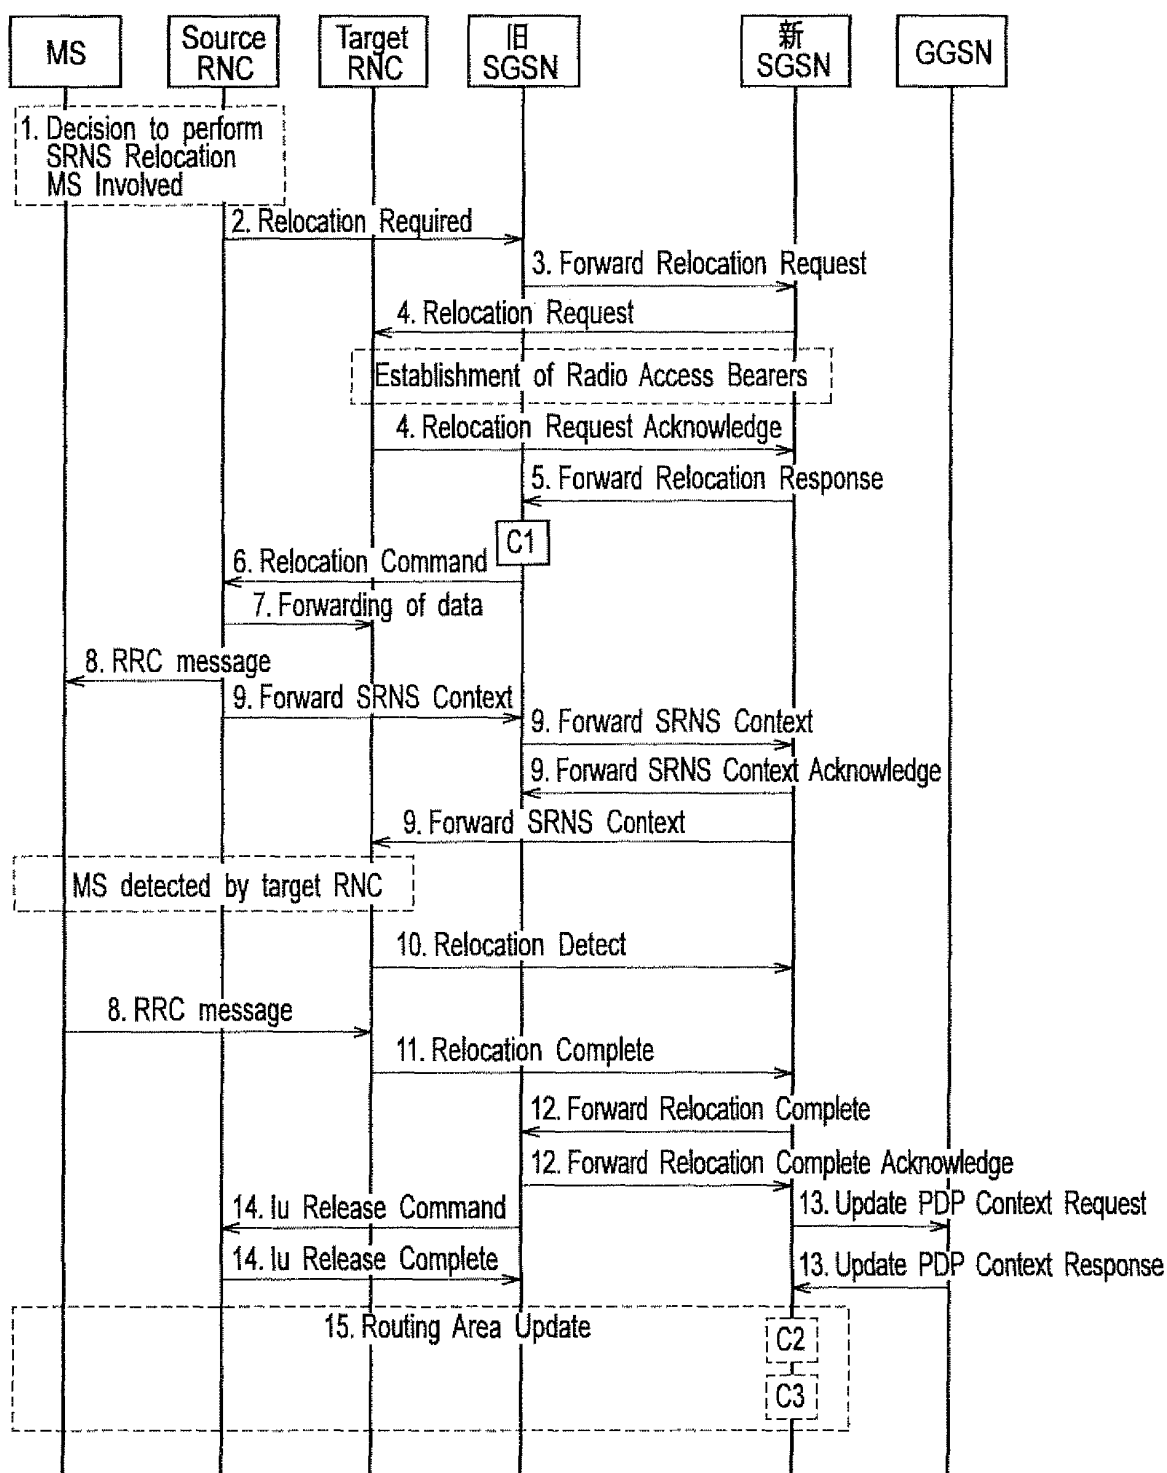 MS
Source
RNC
Target
RNC
旧
SGSN
新
SGSN
GGSN
1. Decision to perform
SRNS Relocation
MS Involved
2. Relocation Required
3. Forward Relocation Request
4. Relocation Request
Establishment of Radio Access Bearers
4. Relocation Request Acknowledge
5. Forward Relocation Response
C1
6. Relocation Command
7. Forwarding of data
8. RRC message
9. Forward SRNS Context
9. Forward SRNS Context
9. Forward SRNS Context Acknowledge
9. Forward SRNS Context
MS detected by target RNC
10. Relocation Detect
8. RRC message
11. Relocation Complete
12. Forward Relocation Complete
12. Forward Relocation Complete Acknowledge
14. Iu Release Command
13. Update PDP Context Request
14. Iu Release Complete
13. Update PDP Context Response
15. Routing Area Update
C2
C3